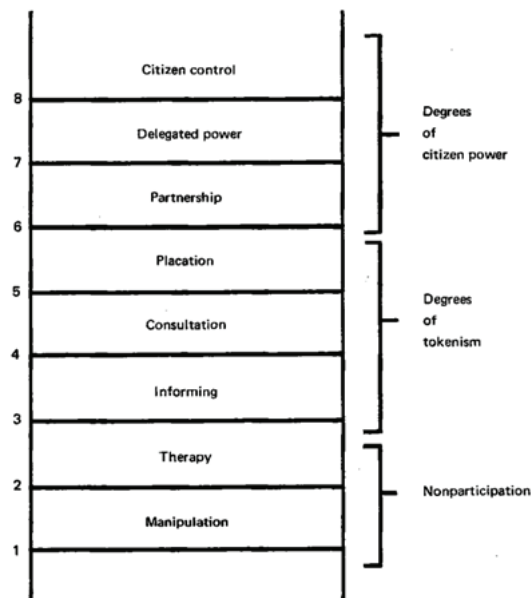 Citizen control
8
Delegated power
7
Partnership
6
Placation
5
Consultation
4
Informing
3
Therapy
2
Manipulation
1
Degrees
of
citizen power
Degrees
of
tokenism
Nonparticipation